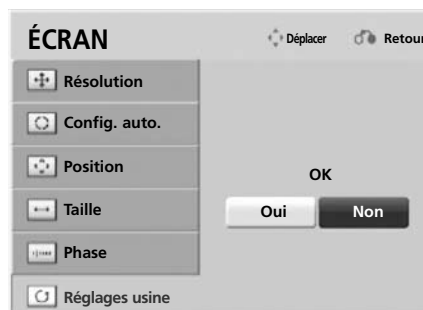 ÉCRAN
Déplacer
Retour
Résolution
Config. auto.
Position
Taille
Phase
Réglages usine
OK
Oui
Non